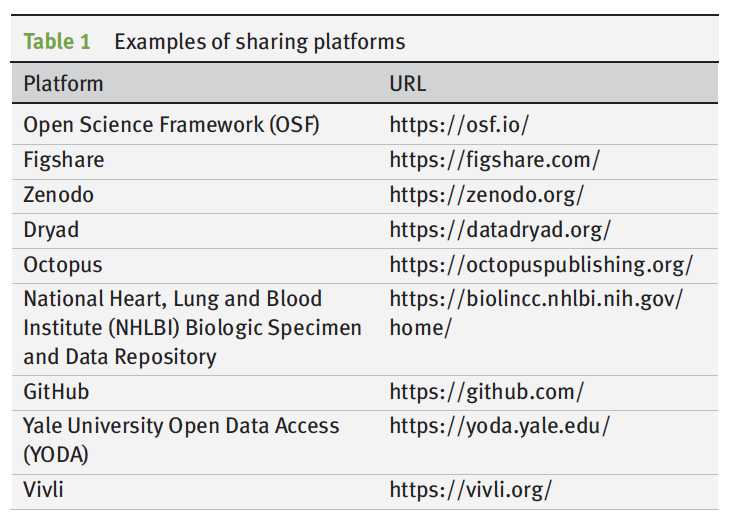 Table 1 Examples of sharing platforms
Platform URL
Open Science Framework (OSF) https://osf.io/
Figshare https://figshare.com/
Zenodo https://zenodo.org/
Dryad https://datadryad.org/
Octopus https://octopuspublishing.org/
National Heart, Lung and Blood https://biolincc.nhlbi.nih.gov/
Institute (NHLBI) Biologic Specimen home/
and Data Repository
GitHub https://github.com/
Yale University Open Data Access https://yoda.yale.edu/
(YODA)
Vivli https://vivli.org/